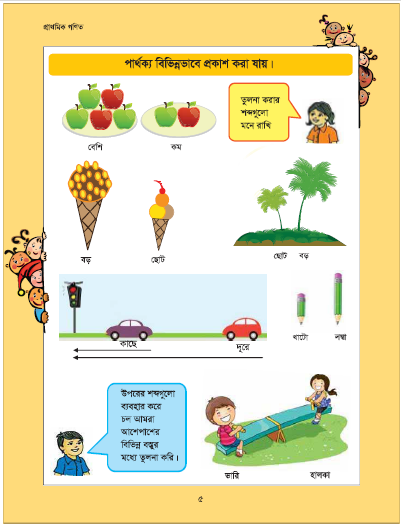 প্রাথমিক গণিত
পার্থক্য বিভিন্নভাবে প্রকাশ করা যায়।
তুলনা করার
শব্দগুলো
মনে রাখি
বেশি
কম
বড়
ছোট
ছোট
বড়
খাটো
লম্বা
কাছে
দূরে
উপরের শব্দগুলো
ব্যবহার করে
চল আমরা
আশেপাশের
বিভিন্ন বস্তুর
মধ্যে তুলনা করি।
ভারি
হালকা
৫